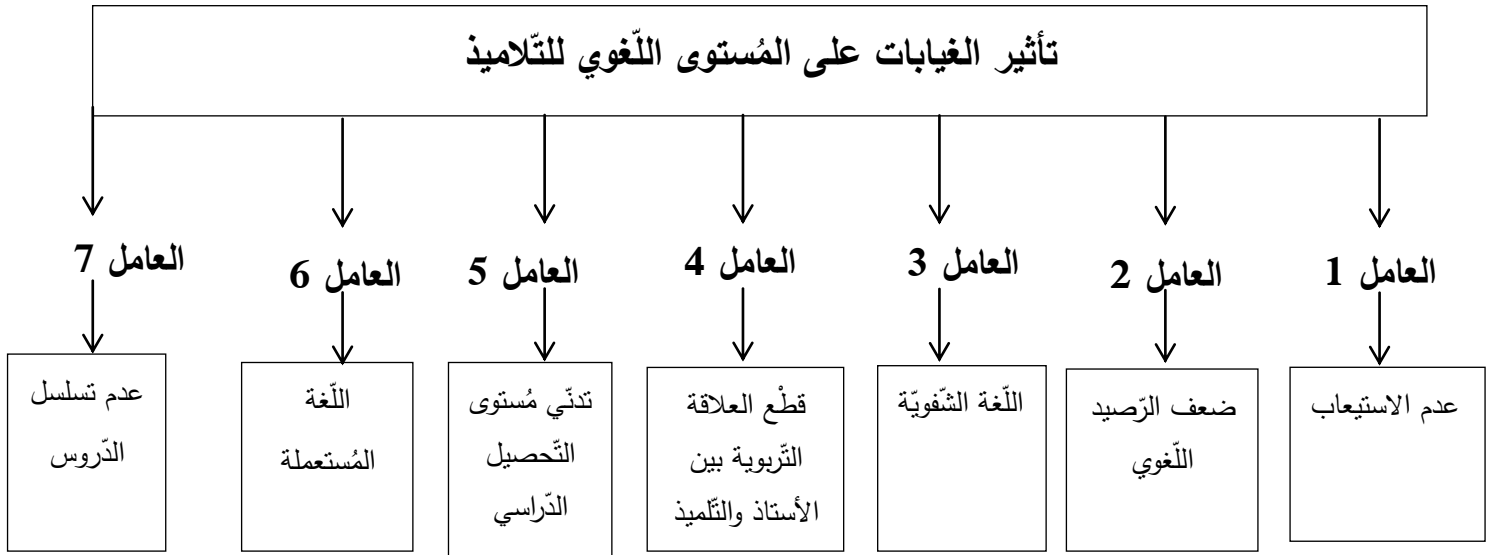 تأثير الغيابات على المُستوى اللّغوي للتّلاميذ
العامل 1
العامل 2
العامل 3
العامل 4
العامل 5
العامل 6
العامل 7
عدم الاستيعاب
ضعف الرّصيد
اللّغوي
اللّغة الشّفويّة
قطْع العلاقة
التّربوية بين
الأستاذ والتّلميذ
تدنّي مُستوى
التّحصيل
الدّراسي
اللّغة
المُستعملة
عدم تسلسل
الدّروس